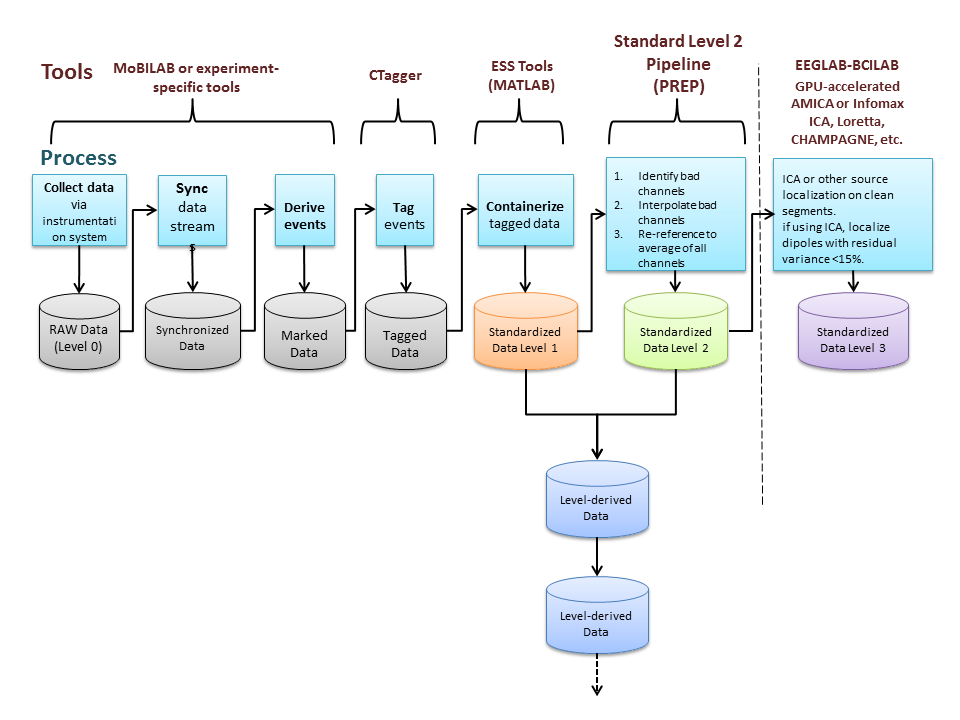 Tools
MoBILAB or experiment-
specific tools
CTagger
ESS Tools
(MATLAB)
Standard Level 2
Pipeline
(PREP)
EEGLAB-BCILAB
GPU-accelerated
AMICA or Infomax
ICA, Loretta,
CHAMPAGNE, etc.
Process
Collect data
via
instrumentati
on system
Sync
data
stream
s
Derive
events
Tag
events
Containerize
tagged data
1. Identify bad
channels
2. Interpolate bad
channels
3. Re-reference to
average of all
channels
ICA or other source
localization on clean
segments.
if using ICA, localize
dipoles with residual
variance <15%.
RAW Data
(Level 0)
Synchronized
Data
Marked
Data
Tagged
Data
Standardized
Data Level 1
Standardized
Data Level 2
Standardized
Data Level 3
Level-derived
Data
Level-derived
Data